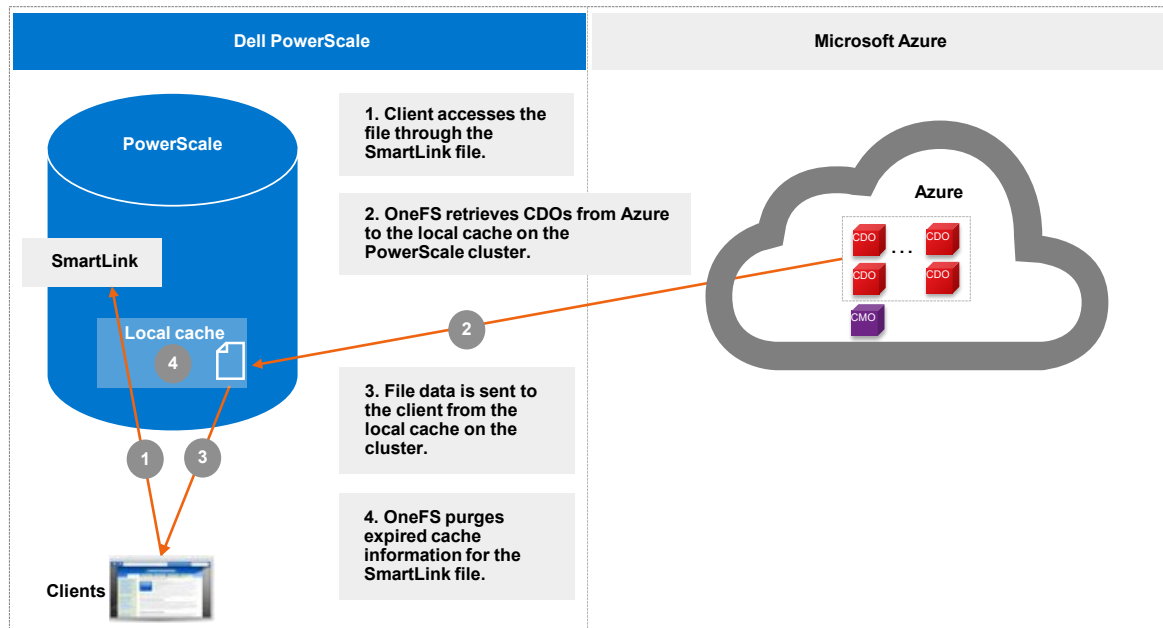 Dell PowerScale
Microsoft Azure
PowerScale
1. Client accesses the
file through the
SmartLink file.
2. OneFS retrieves CDOs from Azure
to the local cache on the
PowerScale cluster.
Azure
CDO
...
CDO
CDO
CDO
CMO
SmartLink
2
Local cache
4
3. File data is sent to
the client from the
local cache on the
cluster.
1
3
4. OneFS purges
expired cache
information for the
SmartLink file.
Clients